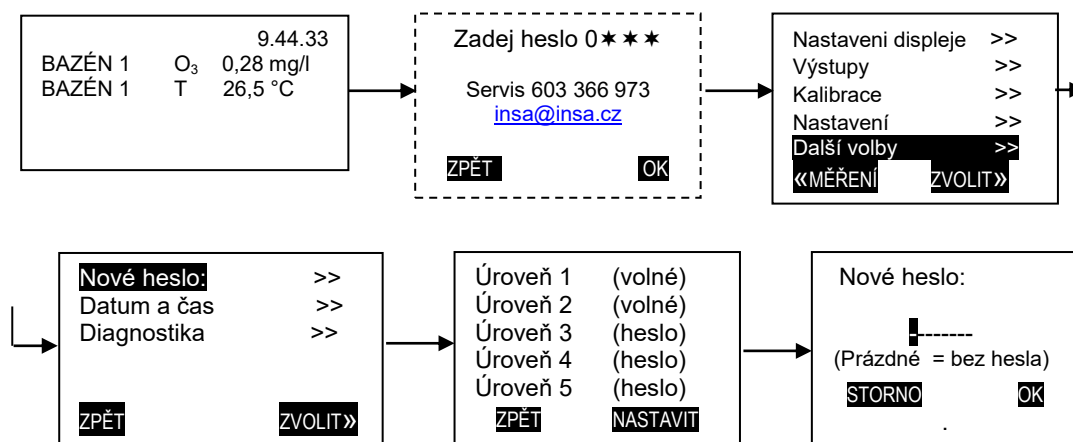 9.44.33
BAZÉN 1 O₃ 0,28 mg/l
BAZÉN 1 T 26,5 °C
Zadej heslo 0✶✶✶
Servis 603 366 973
insa@insa.cz
ZPĚT OK
Nastaveni displeje >>
Výstupy >>
Kalibrace >>
Nastavení >>
Další volby >>
«MĚŘENÍ ZVOLIT»
Nové heslo: >>
Datum a čas >>
Diagnostika >>
ZPĚT ZVOLIT»
Úroveň 1 (volné)
Úroveň 2 (volné)
Úroveň 3 (heslo)
Úroveň 4 (heslo)
Úroveň 5 (heslo)
ZPĚT NASTAVIT
Nové heslo:
--------
(Prázdné = bez hesla)
STORNO OK
.